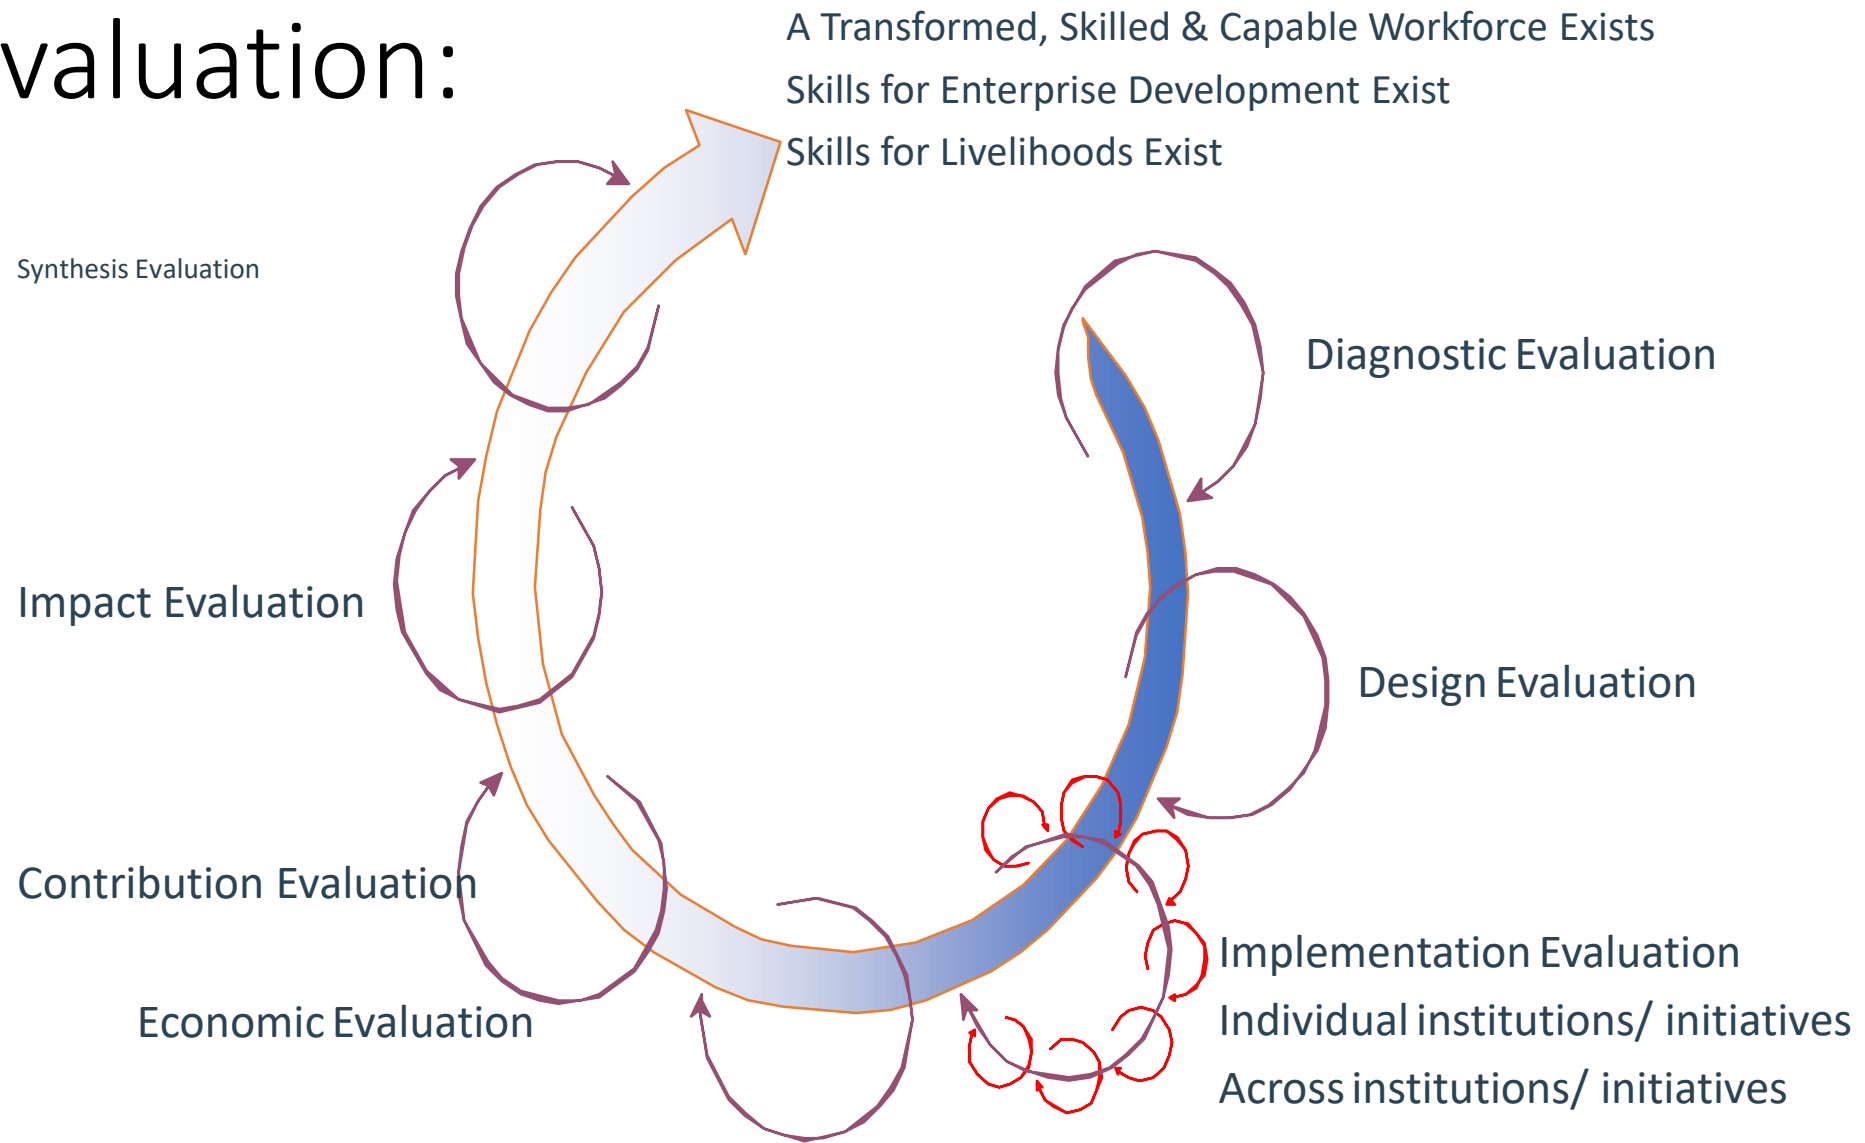 valuation:
A Transformed, Skilled & Capable Workforce Exists
Skills for Enterprise Development Exist
Skills for Livelihoods Exist
Synthesis Evaluation
Diagnostic Evaluation
Impact Evaluation
Design Evaluation
Contribution Evaluation
Economic Evaluation
Implementation Evaluation
Individual institutions/ initiatives
Across institutions/ initiatives